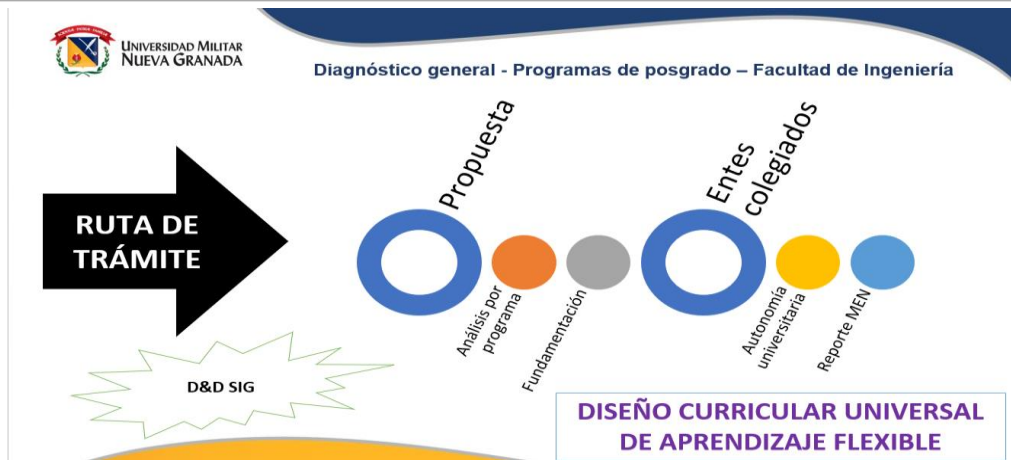 UNIVERSIDAD MILITAR
NUEVA GRANADA
Diagnóstico general - Programas de posgrado – Facultad de Ingeniería
RUTA DE
TRÁMITE
Propuesta
Análisis por
programa
Fundamentación
Entes
colegiados
Autonomía
universitaria
Reporte MEN
D&D SIG
DISEÑO CURRICULAR UNIVERSAL
DE APRENDIZAJE FLEXIBLE